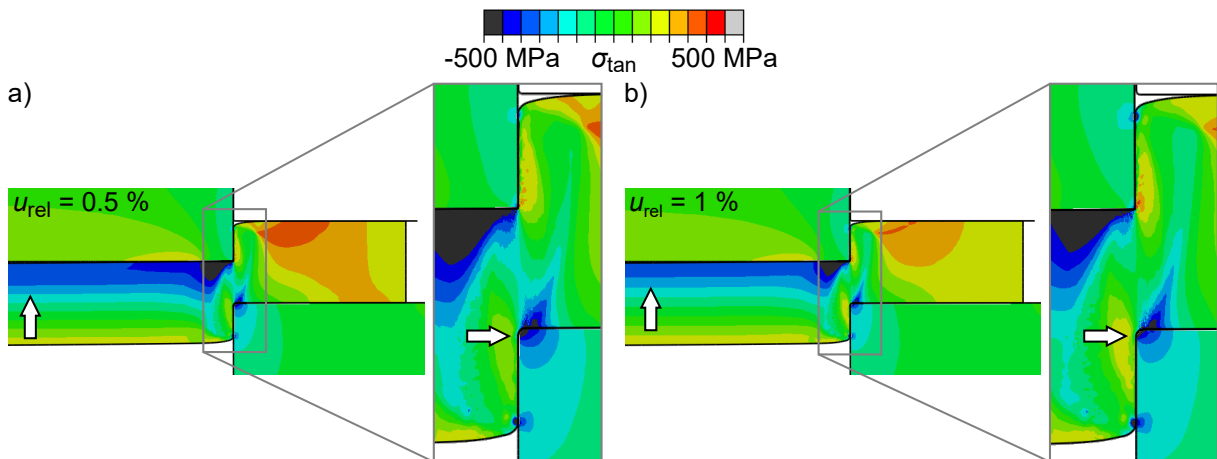 -500 MPa σtan 500 MPa
a)
b)
urel = 0.5 %
urel = 1 %